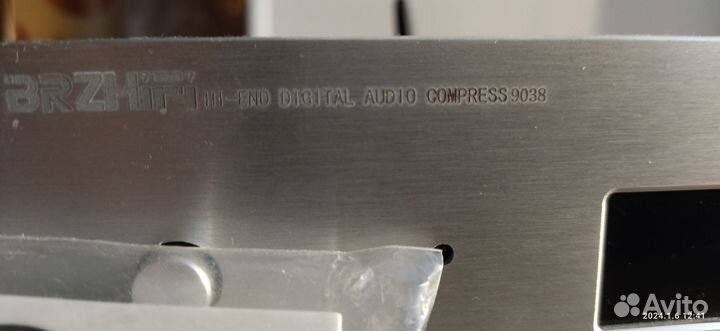 BRZHIFI HI-END DIGITAL AUDIO COMPRESS 9038
2024.1.6 12:41
Avito